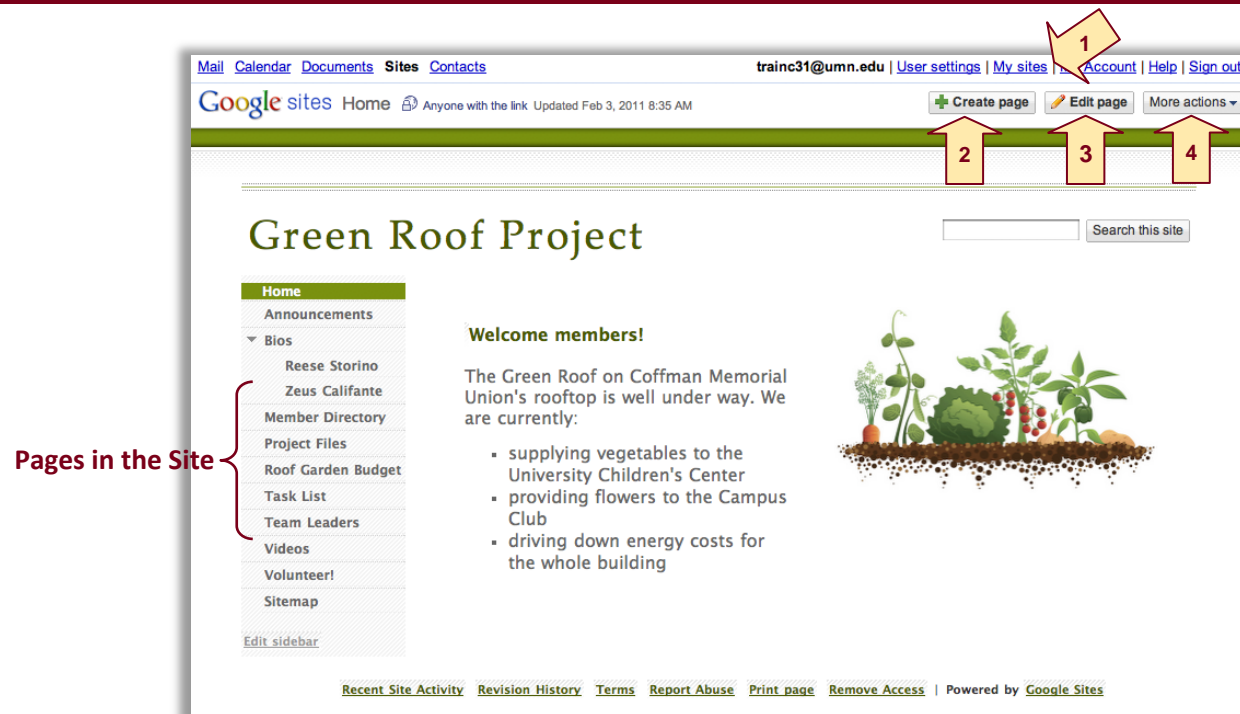 1
Mail Calendar Documents Sites Contacts
trainc31@umn.edu | User settings | My sites | Account | Help | Sign out
Google sites Home Anyone with the link Updated Feb 3, 2011 8:35 AM
Create page Edit page More actions
2 3 4
Green Roof Project
Search this site
Home
Announcements
Bios
Reese Storino
Zeus Califante
Member Directory
Project Files
Roof Garden Budget
Task List
Team Leaders
Videos
Volunteer!
Sitemap
Edit sidebar
Pages in the Site
Welcome members!
The Green Roof on Coffman Memorial
Union's rooftop is well under way. We
are currently:
▪ supplying vegetables to the
University Children's Center
▪ providing flowers to the Campus
Club
▪ driving down energy costs for
the whole building
Recent Site Activity Revision History Terms Report Abuse Print page Remove Access | Powered by Google Sites